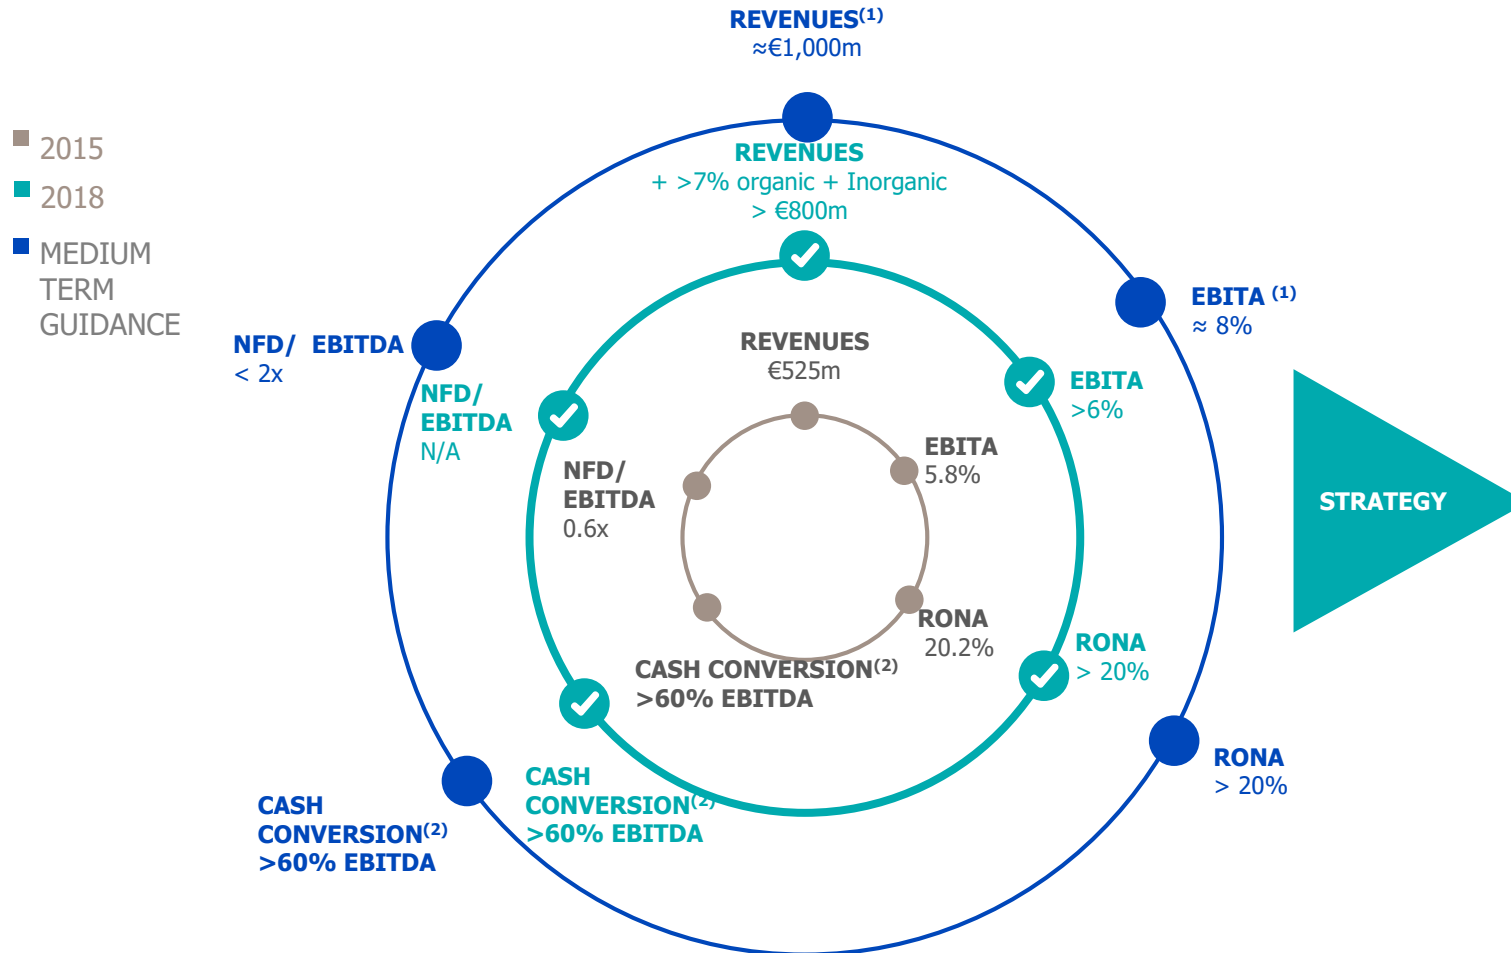 REVENUES(1)
≈€1,000m
2015
2018
MEDIUM
TERM
GUIDANCE
REVENUES
+ >7% organic + Inorganic
> €800m
EBITA (1)
≈ 8%
NFD/ EBITDA
< 2x
REVENUES
€525m
EBITA
>6%
NFD/
EBITDA
N/A
EBITA
5.8%
NFD/
EBITDA
0.6x
STRATEGY
RONA
20.2%
RONA
> 20%
CASH CONVERSION(2)
>60% EBITDA
RONA
> 20%
CASH
CONVERSION(2)
>60% EBITDA
CASH
CONVERSION(2)
>60% EBITDA